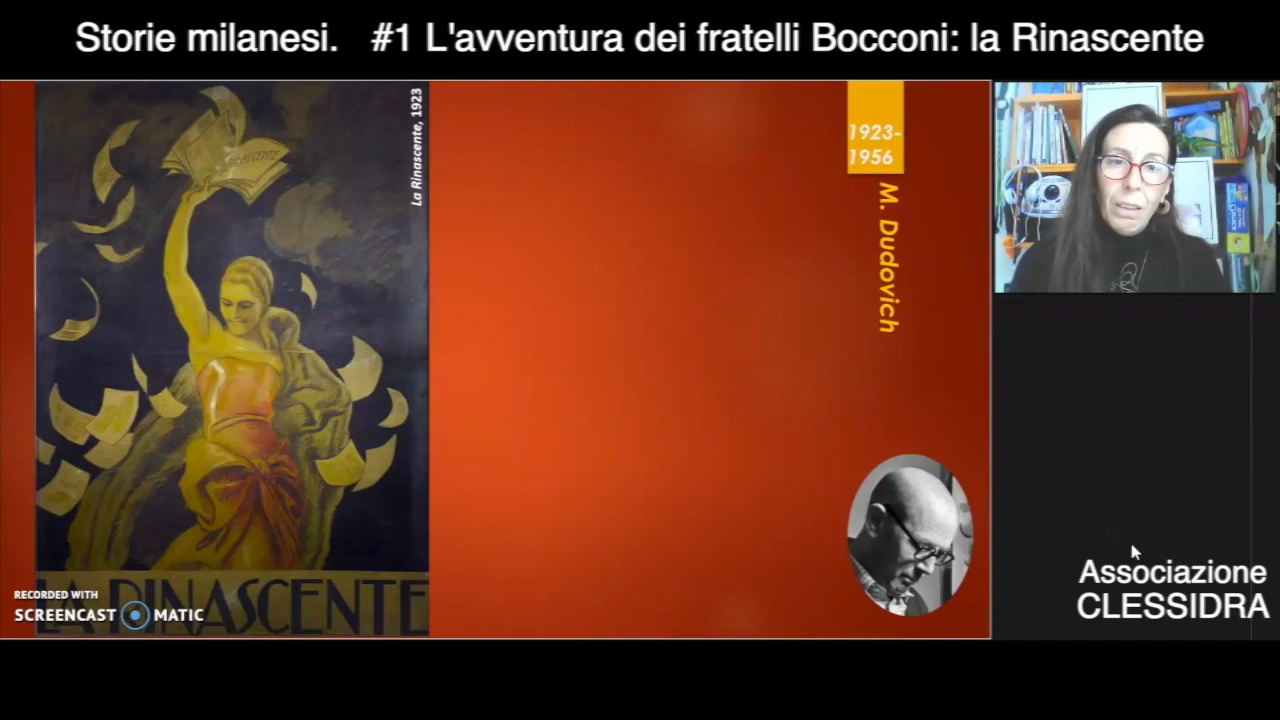 Storie milanesi. #1 L'avventura dei fratelli Bocconi: la Rinascente
La Rinascente, 1923
1923-
1956
M. Dudovich
RINASCENTE
LA RINASCENTE
RECORDED WITH
SCREENCAST MATIC
Associazione
CLESSIDRA